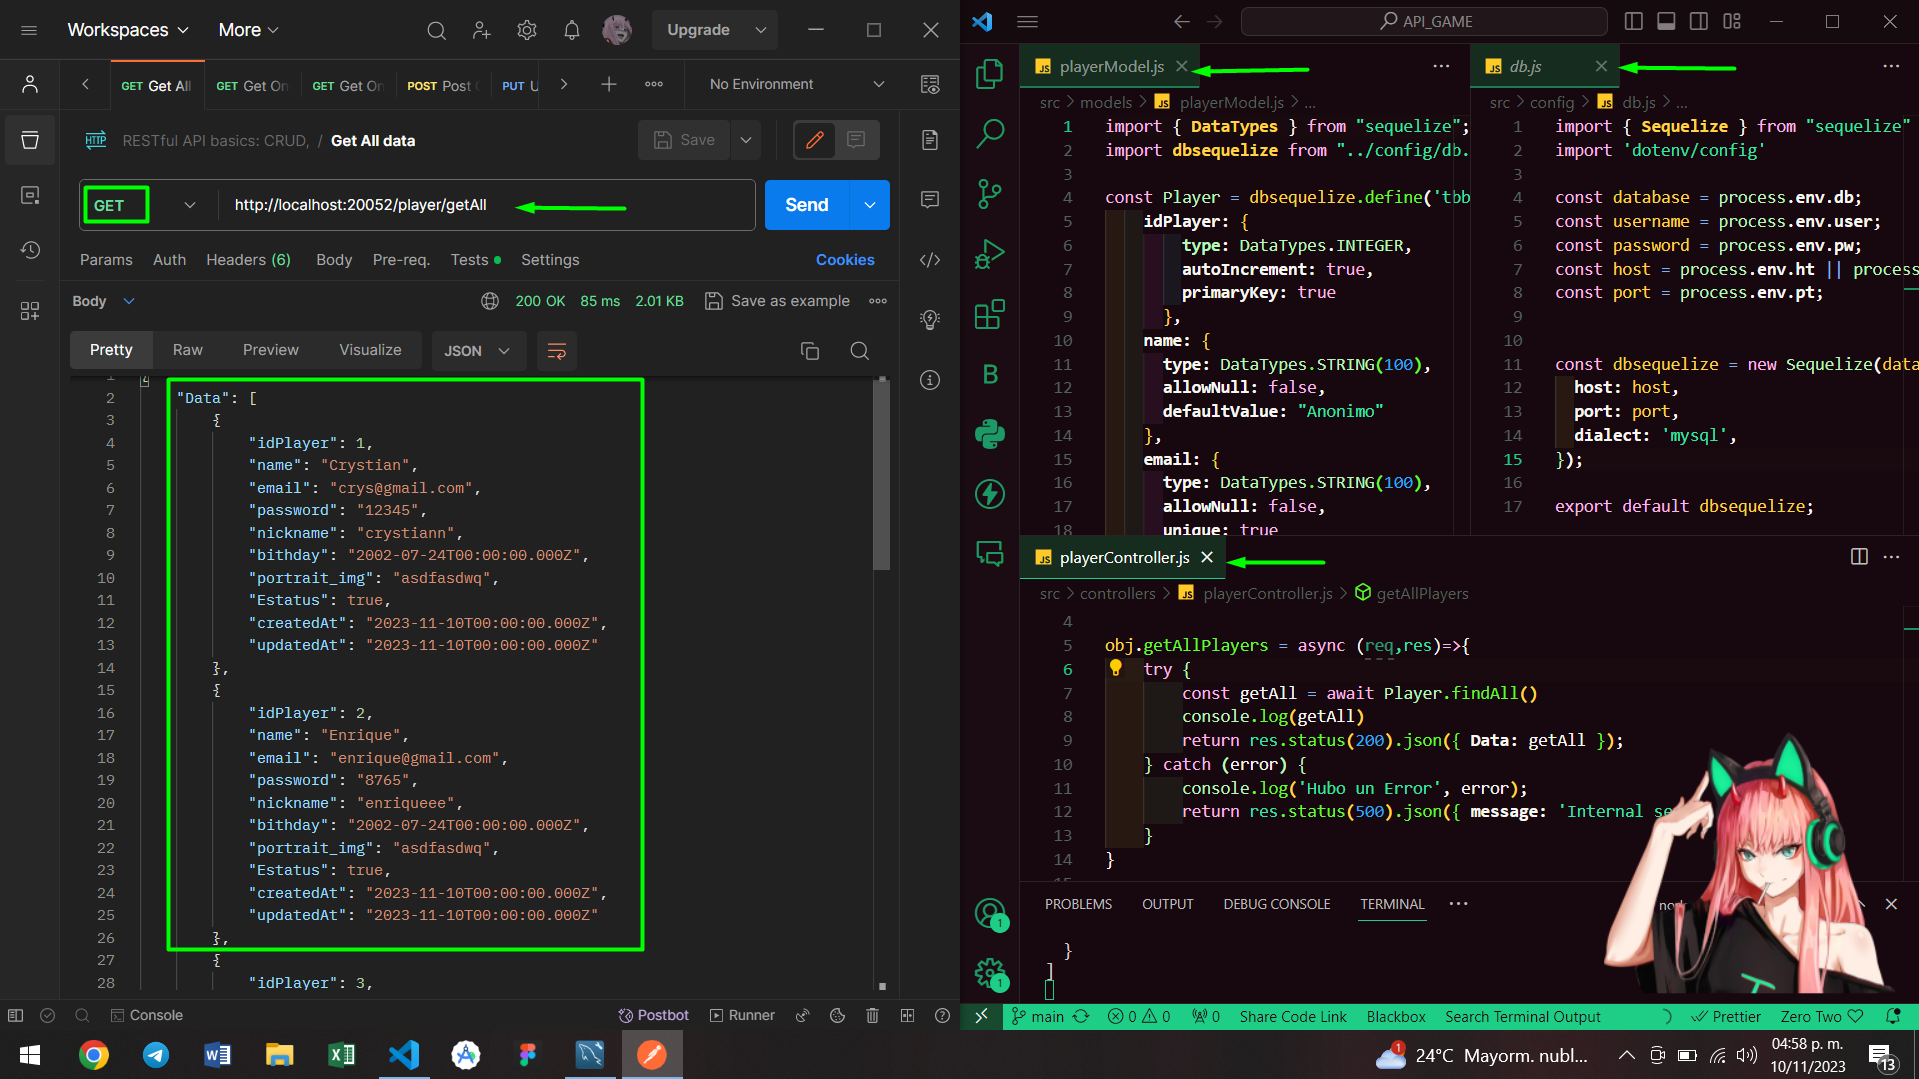 Workspaces
More
Upgrade
GET Get All
GET Get On
GET Get On
POST Post
PUT U
No Environment
HTTP
RESTful API basics: CRUD, / Get All data
Save
GET
http://localhost:20052/player/getAll
Send
Params
Auth
Headers (6)
Body
Pre-req.
Tests
Settings
Cookies
Body
200 OK
85 ms
2.01 KB
Save as example
Pretty
Raw
Preview
Visualize
JSON
1 {
2 "Data": [
3 {
4 "idPlayer": 1,
5 "name": "Crystian",
6 "email": "crys@gmail.com",
7 "password": "12345",
8 "nickname": "crystiann",
9 "bithday": "2002-07-24T00:00:00.000Z",
10 "portrait_img": "asdfasdwq",
11 "Estatus": true,
12 "createdAt": "2023-11-10T00:00:00.000Z",
13 "updatedAt": "2023-11-10T00:00:00.000Z"
14 },
15 {
16 "idPlayer": 2,
17 "name": "Enrique",
18 "email": "enrique@gmail.com",
19 "password": "8765",
20 "nickname": "enriqueee",
21 "bithday": "2002-07-24T00:00:00.000Z",
22 "portrait_img": "asdfasdwq",
23 "Estatus": true,
24 "createdAt": "2023-11-10T00:00:00.000Z",
25 "updatedAt": "2023-11-10T00:00:00.000Z"
26 },
27 {
28 "idPlayer": 3,
Console
Postbot
Runner
API_GAME
JS playerModel.js
src > models > JS playerModel.js > ...
1 import { DataTypes } from "sequelize";
2 import dbsequelize from "../config/db.
3
4 const Player = dbsequelize.define('tbb
5 idPlayer: {
6 type: DataTypes.INTEGER,
7 autoIncrement: true,
8 primaryKey: true
9 },
10 name: {
11 type: DataTypes.STRING(100),
12 allowNull: false,
13 defaultValue: "Anonimo"
14 },
15 email: {
16 type: DataTypes.STRING(100),
17 allowNull: false,
18 unique: true
JS db.js
src > config > JS db.js > ...
1 import { Sequelize } from "sequelize"
2 import 'dotenv/config'
3
4 const database = process.env.db;
5 const username = process.env.user;
6 const password = process.env.pw;
7 const host = process.env.ht || process
8 const port = process.env.pt;
9
10
11 const dbsequelize = new Sequelize(data
12 host: host,
13 port: port,
14 dialect: 'mysql',
15 });
16
17 export default dbsequelize;
JS playerController.js
src > controllers > JS playerController.js > getAllPlayers
4
5 obj.getAllPlayers = async (req,res)=>{
6 try {
7 const getAll = await Player.findAll()
8 console.log(getAll)
9 return res.status(200).json({ Data: getAll });
10 } catch (error) {
11 console.log('Hubo un Error', error);
12 return res.status(500).json({ message: 'Internal se
13 }
14 }
PROBLEMS
OUTPUT
DEBUG CONSOLE
TERMINAL
}
]
B
1
1
main
0
0
0
Share Code Link
Blackbox
Search Terminal Output
Prettier
Zero Two
1
24°C Mayorm. nubl...
04:58 p. m.
10/11/2023
13